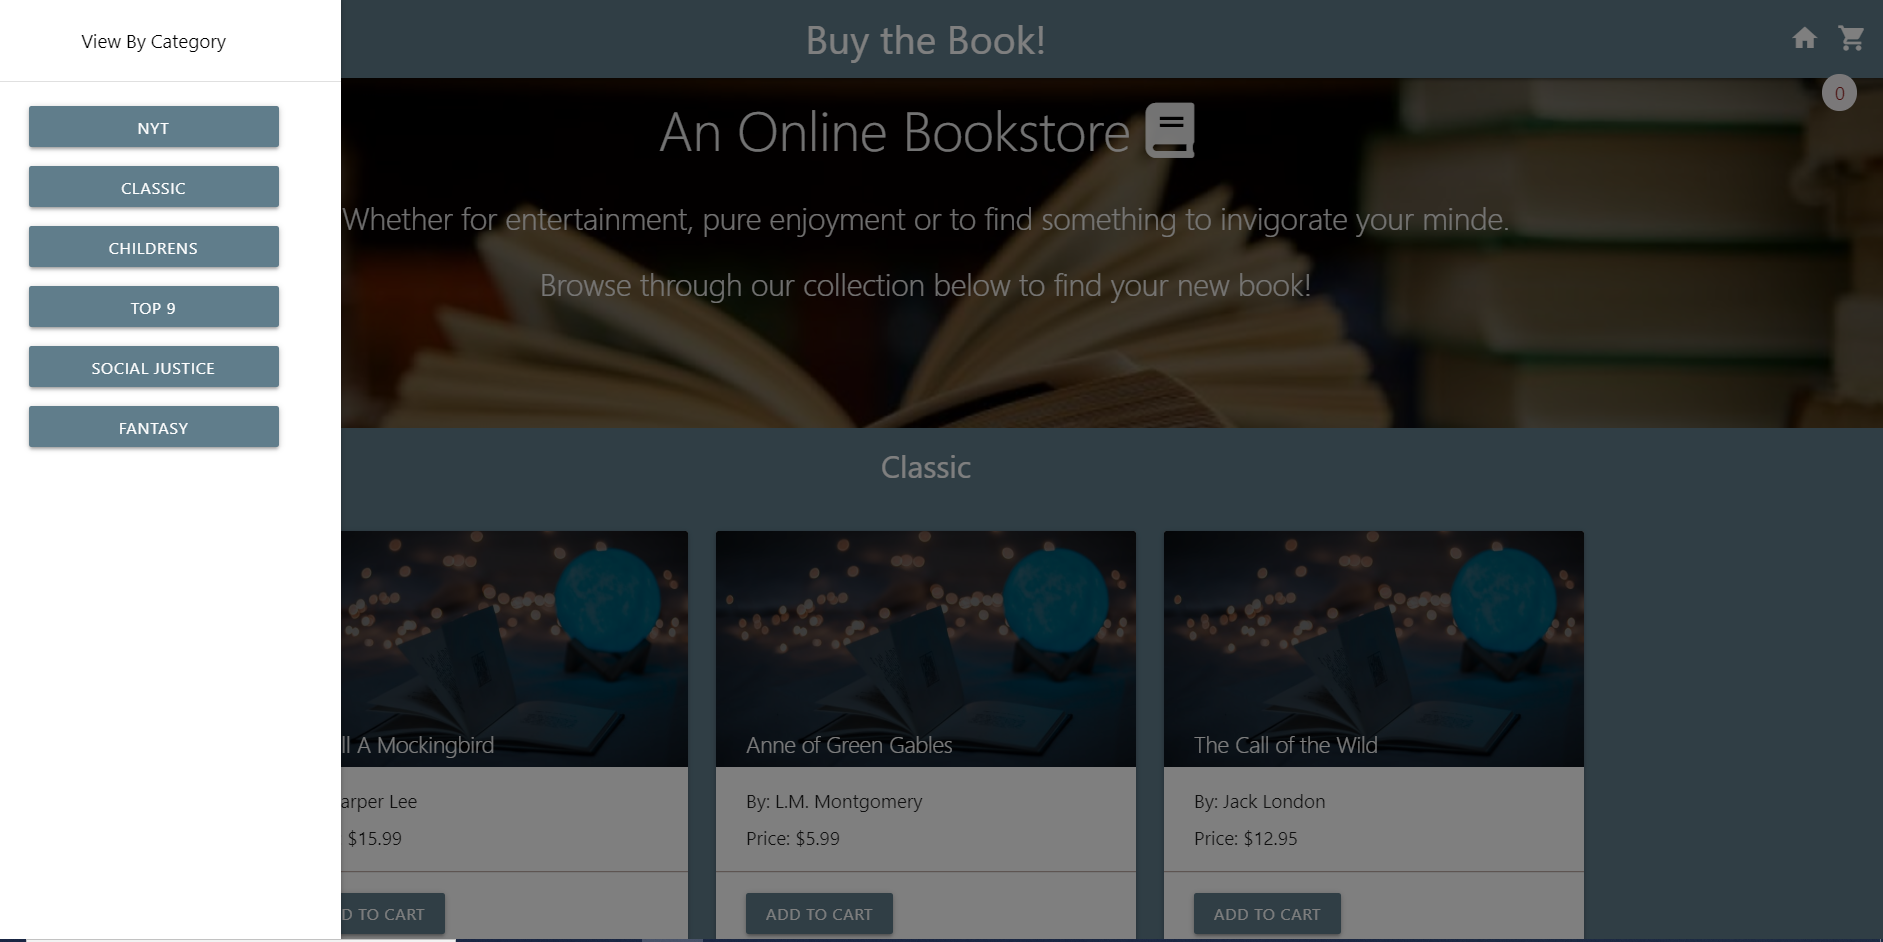 View By Category
NYT
CLASSIC
CHILDRENS
TOP 9
SOCIAL JUSTICE
FANTASY
Buy the Book!
0
An Online Bookstore
Whether for entertainment, pure enjoyment or to find something to invigorate your minde.
Browse through our collection below to find your new book!
Classic
ll A Mockingbird
arper Lee
$15.99
D TO CART
Anne of Green Gables
By: L.M. Montgomery
Price: $5.99
ADD TO CART
The Call of the Wild
By: Jack London
Price: $12.95
ADD TO CART